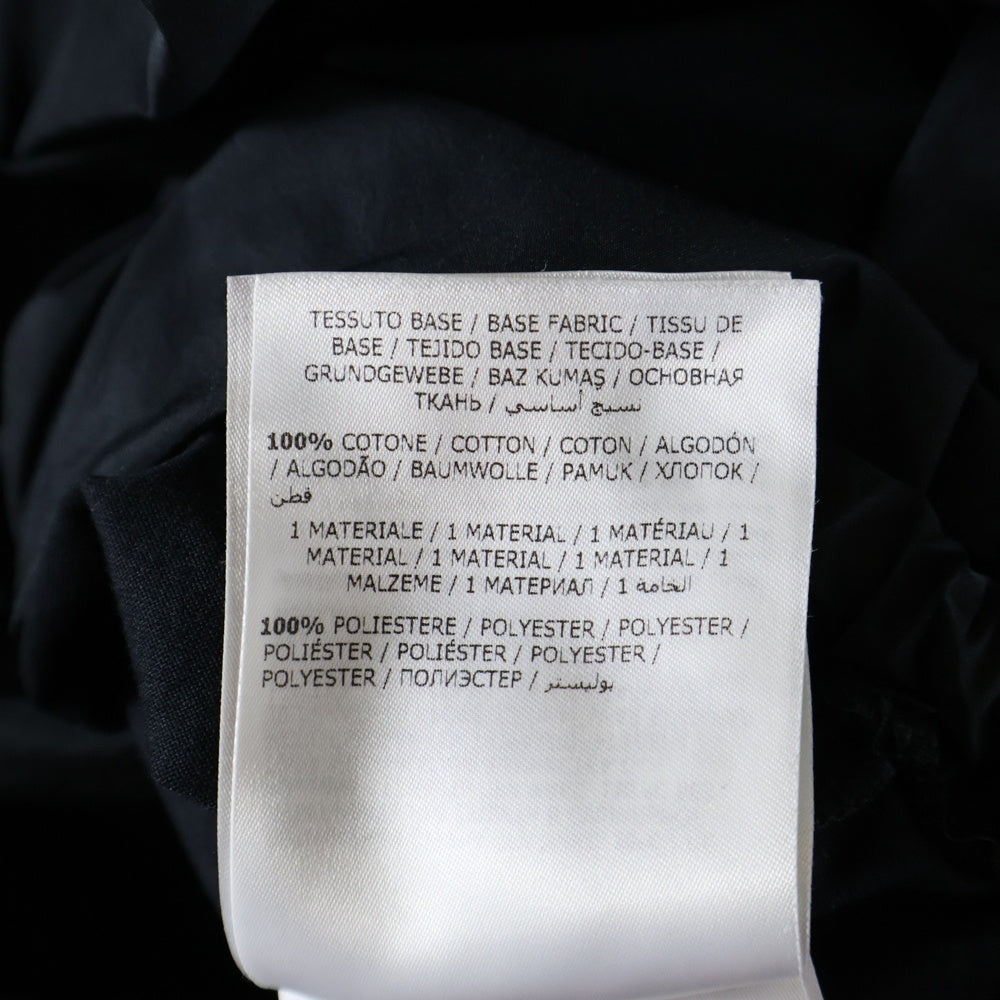 TESSUTO BASE / BASE FABRIC / TISSU DE
BASE / TEJIDO BASE / TECIDO-BASE /
GRUNDGEWEBE / BAZ KUMAŞ / ОСНОВНАЯ
ТКАНЬ / نسيج أساسي
100% COTONE / COTTON / COTON / ALGODÓN
/ ALGODÃO / BAUMWOLLE / PAMUK / ХЛОПОК /
قطن
1 MATERIALE / 1 MATERIAL / 1 MATÉRIAU / 1
MATERIAL / 1 MATERIAL / 1 MATERIAL / 1
MALZEME / 1 МАТЕРИАЛ / 1 الخامة
100% POLIESTERE / POLYESTER / POLYESTER /
POLIÉSTER / POLIÉSTER / POLYESTER /
POLYESTER / ПОЛИЭСТЕР / بوليستر